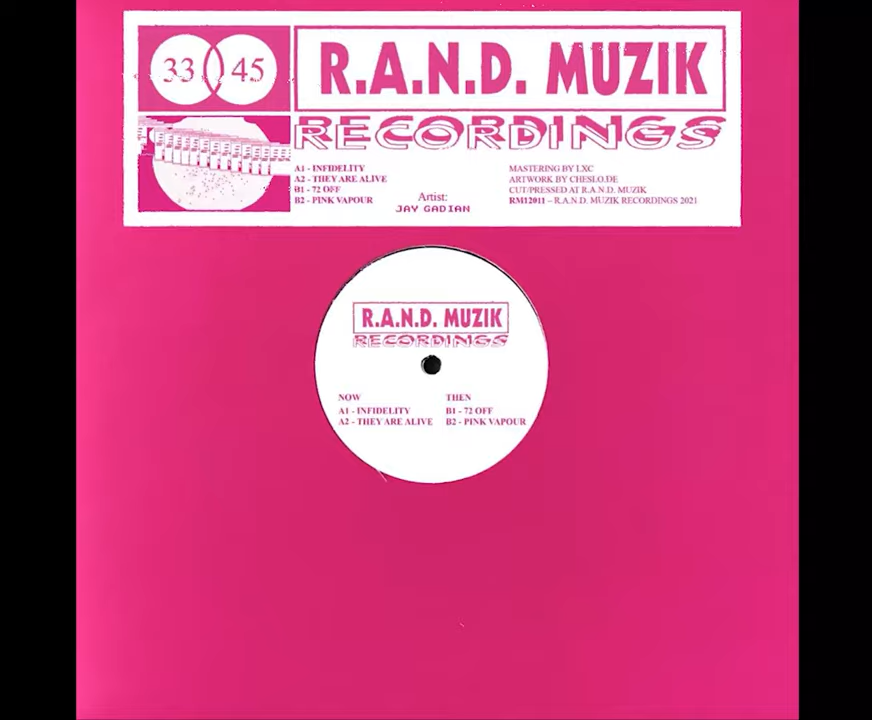 33 45
R.A.N.D. MUZIK
RECORDINGS
A1 - INFIDELITY
A2 - THEY ARE ALIVE
B1 - 72 OFF
B2 - PINK VAPOUR
Artist:
JAY GADIAN
MASTERING BY LXC
ARTWORK BY CHESLO.DE
CUT/PRESSED AT R.A.N.D. MUZIK
RM12011 – R.A.N.D. MUZIK RECORDINGS 2021
R.A.N.D. MUZIK
RECORDINGS
NOW
A1 - INFIDELITY
A2 - THEY ARE ALIVE
THEN
B1 - 72 OFF
B2 - PINK VAPOUR